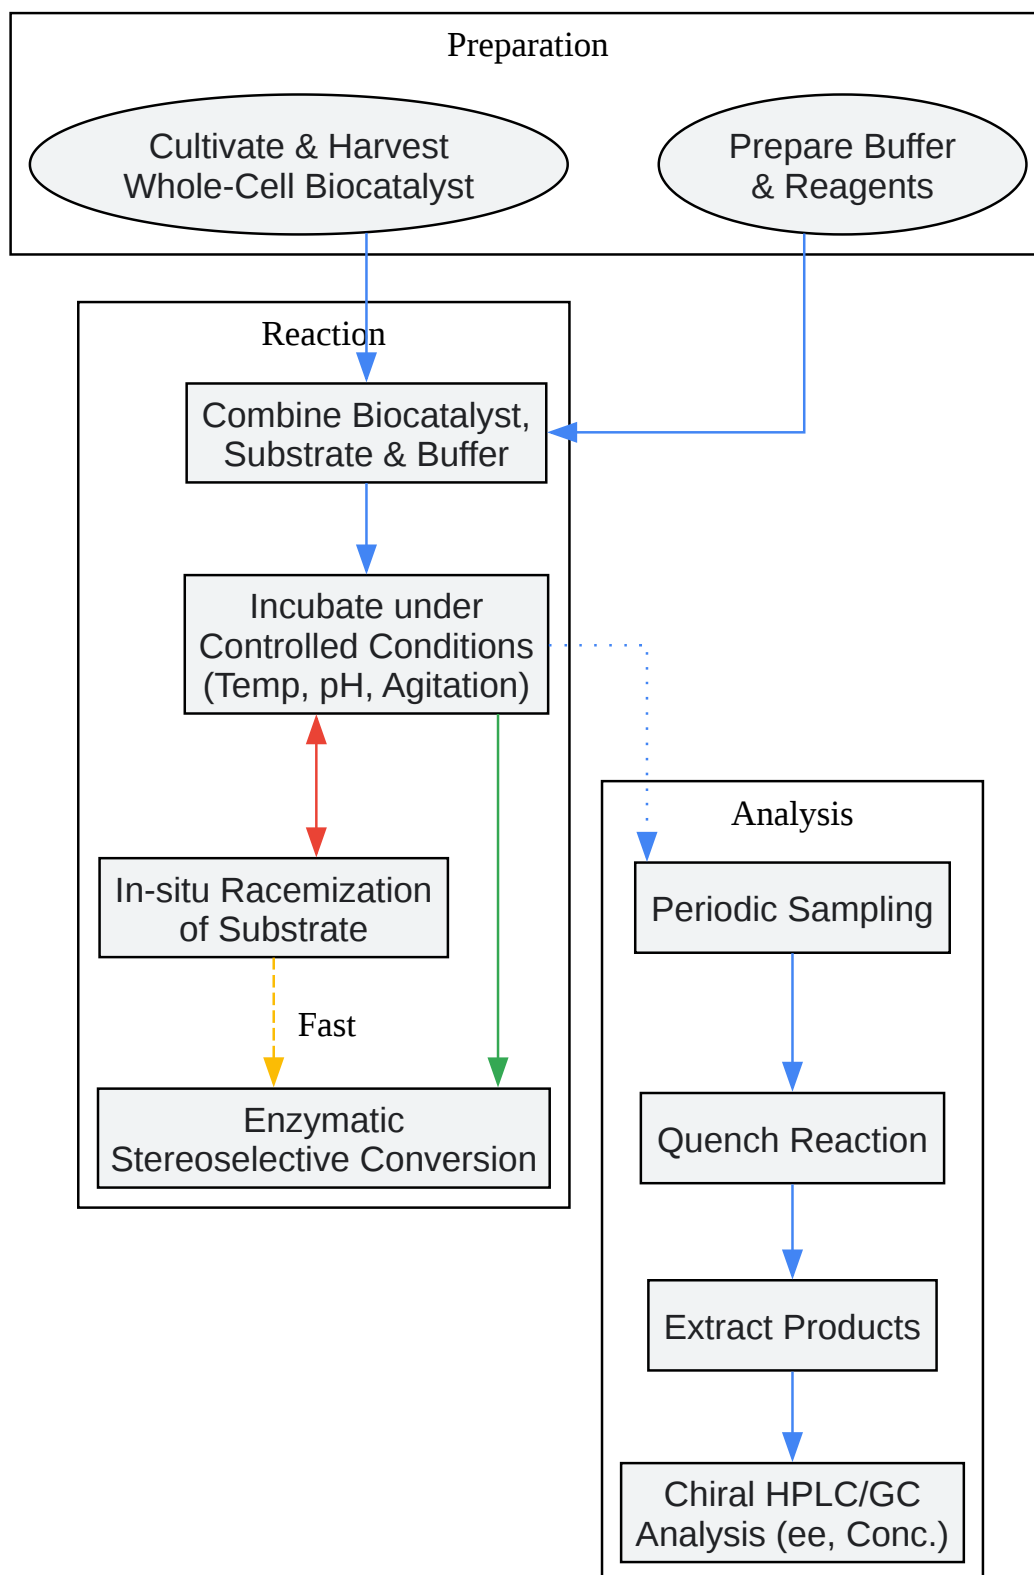 Preparation
Cultivate & Harvest
Whole-Cell Biocatalyst
Prepare Buffer
& Reagents
Reaction
Combine Biocatalyst,
Substrate & Buffer
Incubate under
Controlled Conditions
(Temp, pH, Agitation)
In-situ Racemization
of Substrate
Fast
Enzymatic
Stereoselective Conversion
Analysis
Periodic Sampling
Quench Reaction
Extract Products
Chiral HPLC/GC
Analysis (ee, Conc.)